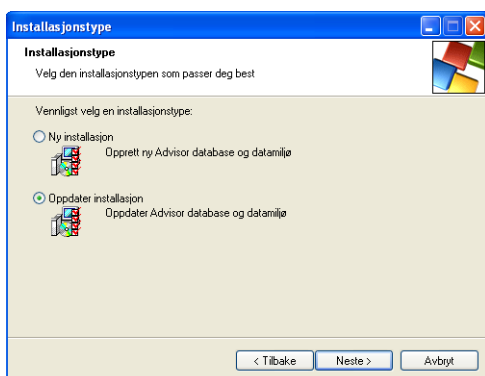 Installasjonstype
Installasjonstype
Velg den installasjonstypen som passer deg best
Vennligst velg en installasjonstype:
Ny installasjon
Opprett ny Advisor database og datamiljø
Oppdater installasjon
Oppdater Advisor database og datamiljø
< Tilbake
Neste >
Avbryt